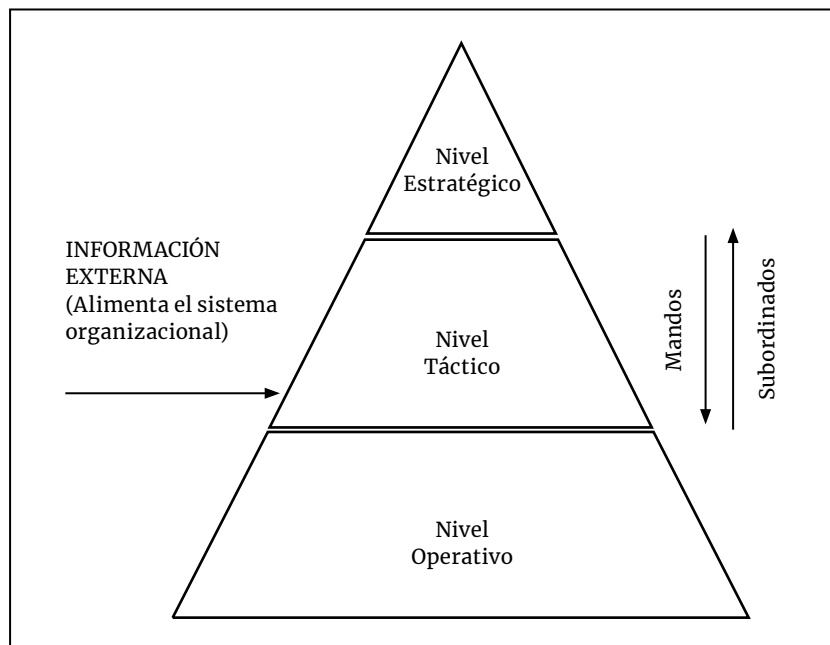 Nivel
Estratégico
INFORMACIÓN
EXTERNA
(Alimenta el sistema
organizacional)
Nivel
Táctico
Mandos
Subordinados
Nivel
Operativo